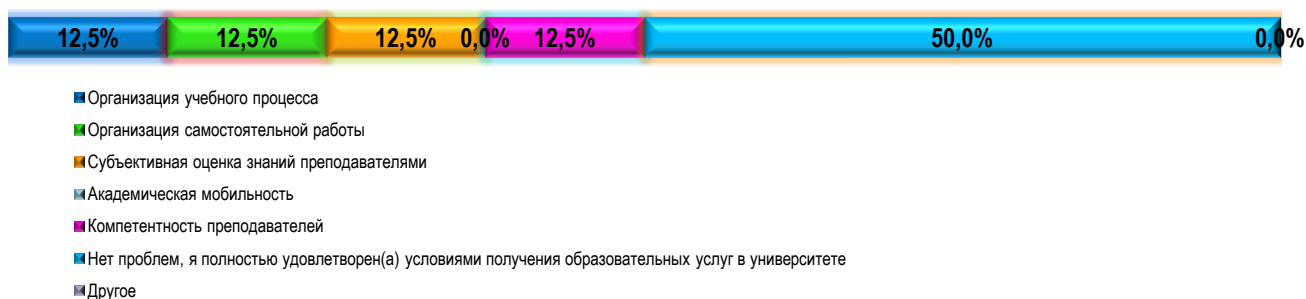 12,5% 12,5% 12,5% 0,0% 12,5% 50,0% 0,0%
Организация учебного процесса
Организация самостоятельной работы
Субъективная оценка знаний преподавателями
Академическая мобильность
Компетентность преподавателей
Нет проблем, я полностью удовлетворен(а) условиями получения образовательных услуг в университете
Другое